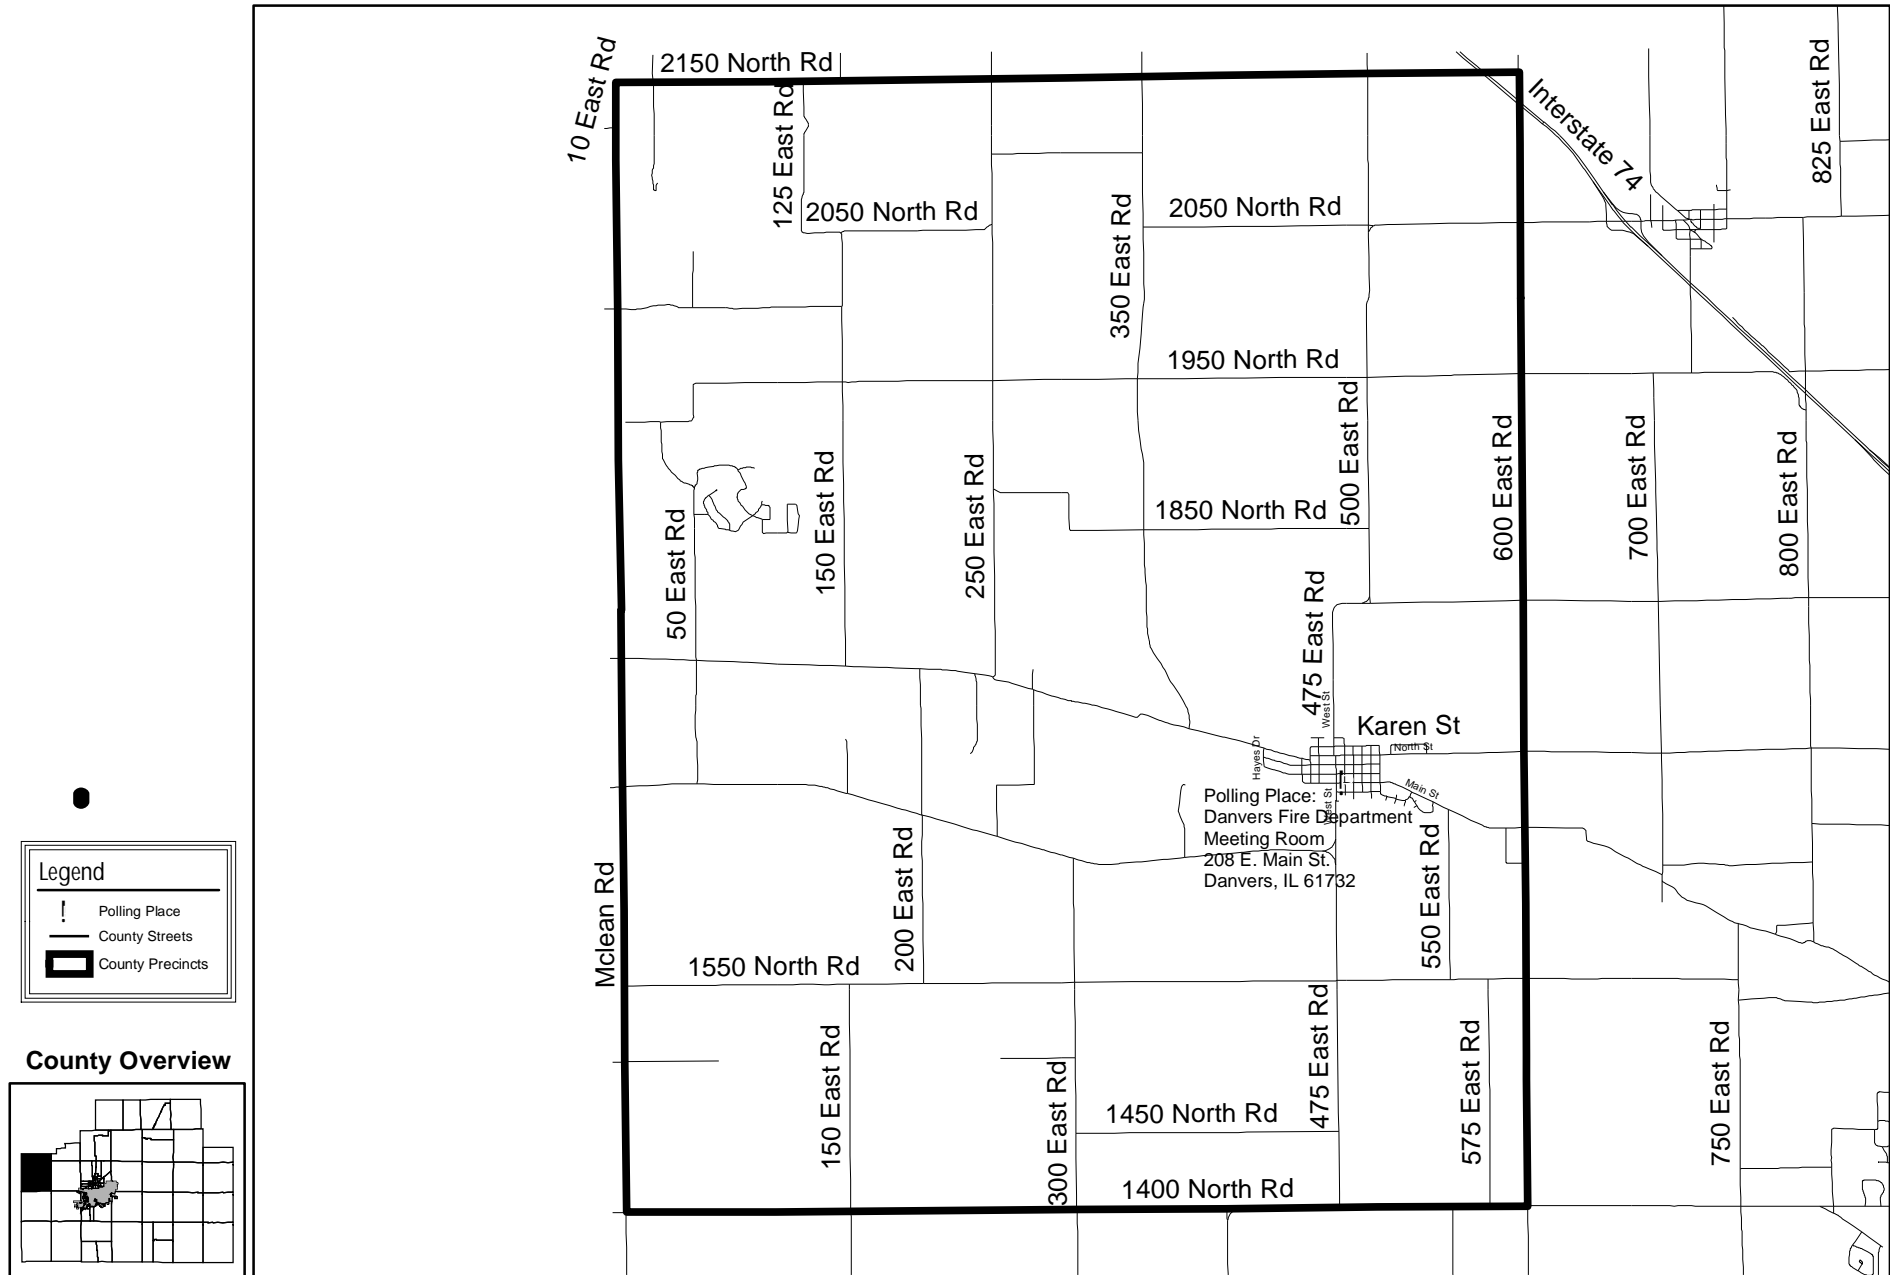 10 East Rd
2150 North Rd
125 East Rd
2050 North Rd
350 East Rd
2050 North Rd
Interstate 74
825 East Rd
1950 North Rd
500 East Rd
600 East Rd
700 East Rd
800 East Rd
50 East Rd
150 East Rd
250 East Rd
1850 North Rd
475 East Rd
West St
Karen St
North St
Hayes Dr
Main St
West St
Polling Place:
Danvers Fire Department
Meeting Room
208 E. Main St.
Danvers, IL 61732
Mclean Rd
200 East Rd
550 East Rd
1550 North Rd
150 East Rd
300 East Rd
475 East Rd
575 East Rd
750 East Rd
1450 North Rd
1400 North Rd
Legend
Polling Place
County Streets
County Precincts
County Overview